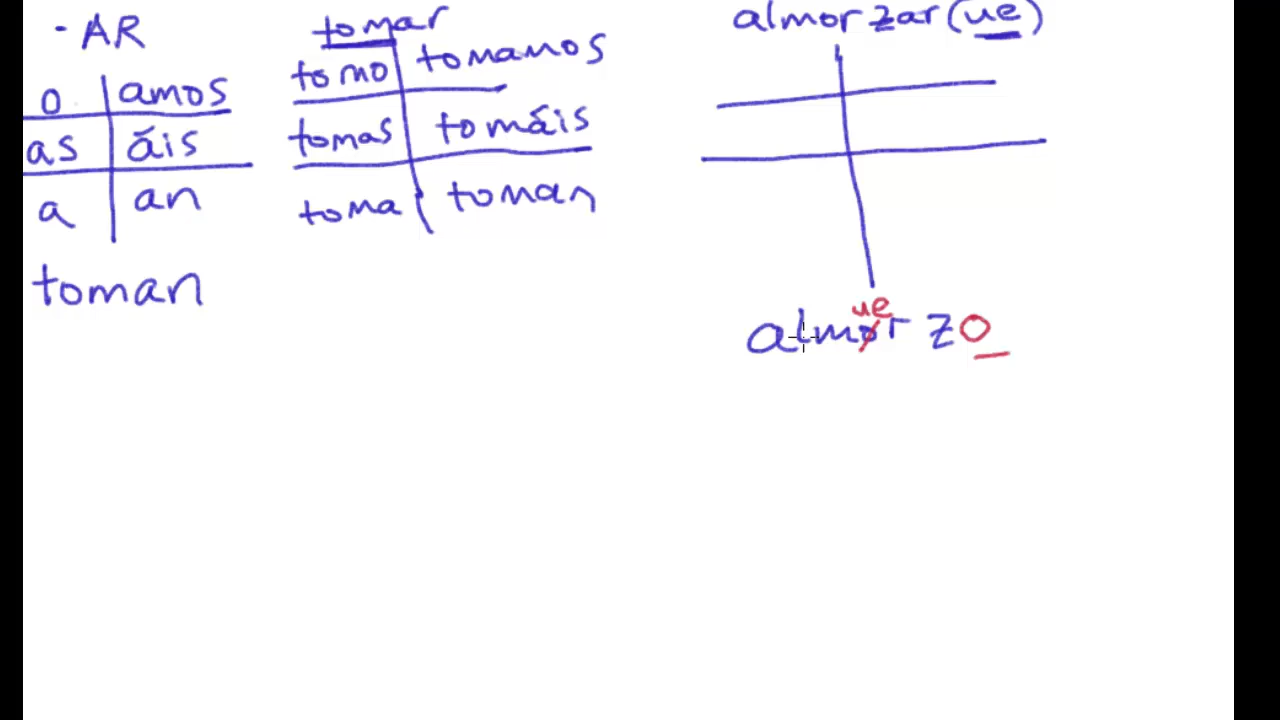 - AR
o | amos
as | áis
a | an
toman
tomar
tomo | tomamos
tomas | tomáis
toma | toman
almorzar (ue)
ue
almorzo